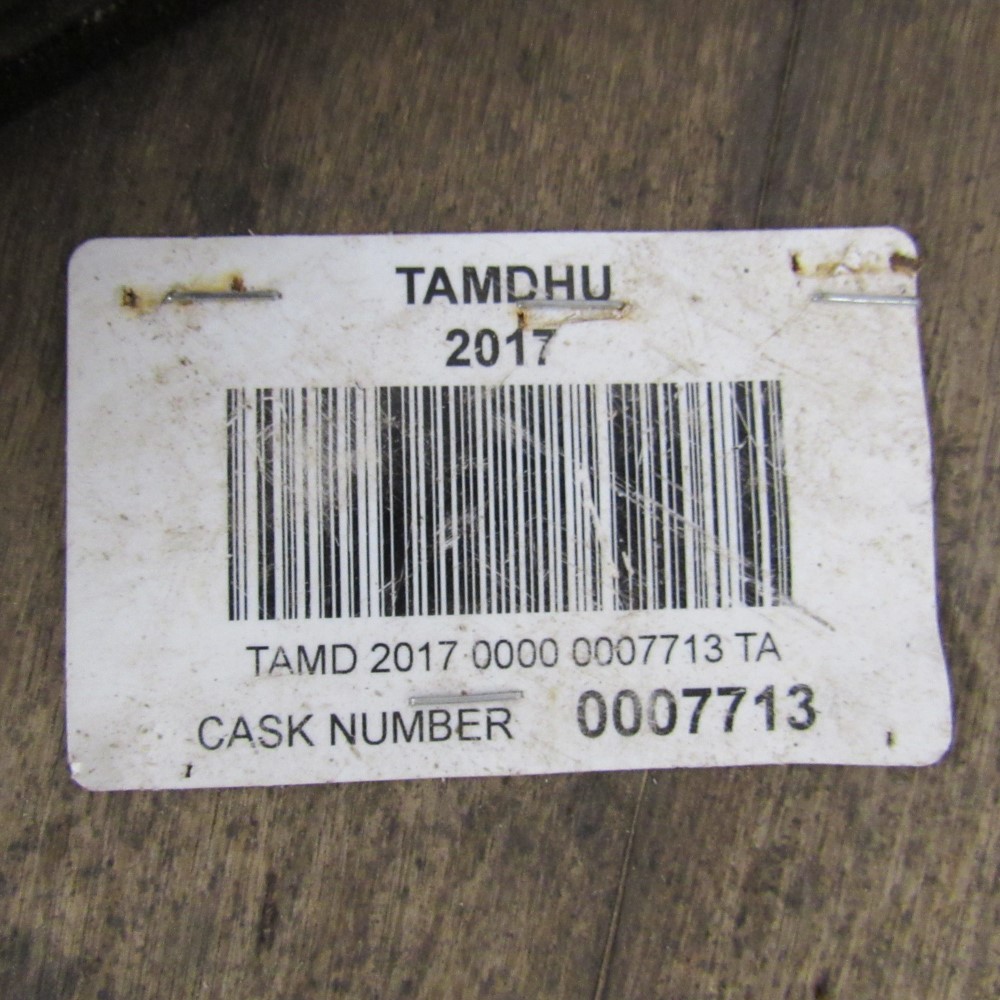 TAMDHU
2017
TAMD 2017 0000 0007713 TA
CASK NUMBER 0007713